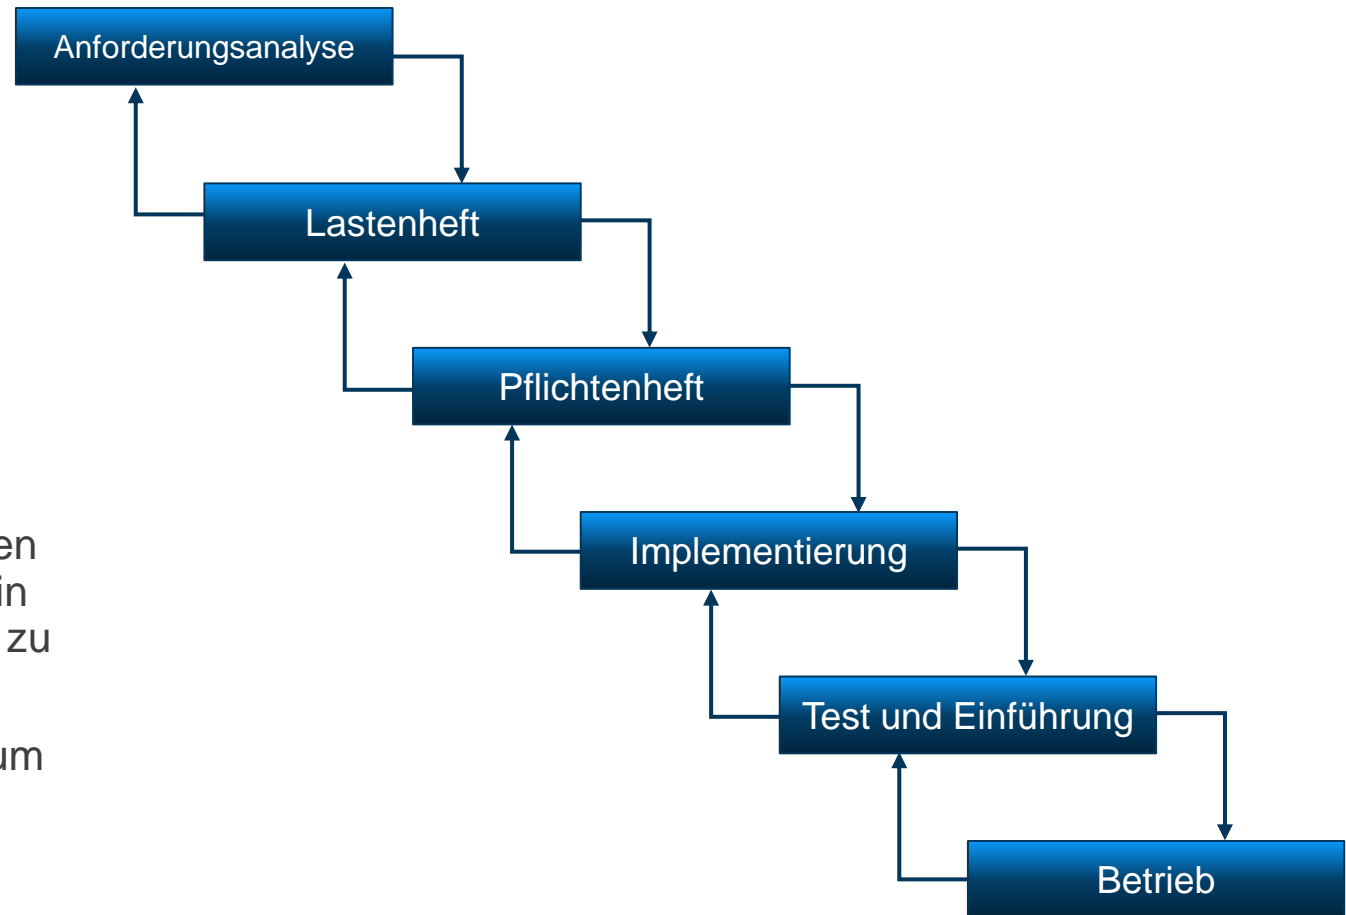 Anforderungsanalyse
Lastenheft
Pflichtenheft
en
in
Implementierung
zu
Test und Einführung
um
Betrieb